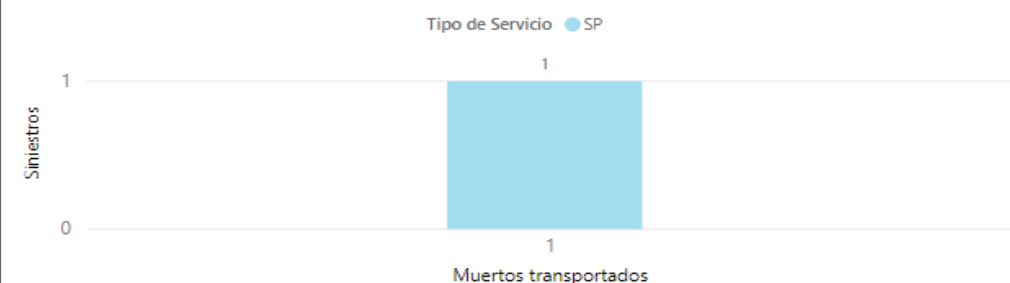 Tipo de Servicio SP
1
1
Siniestros
0
1
Muertos transportados